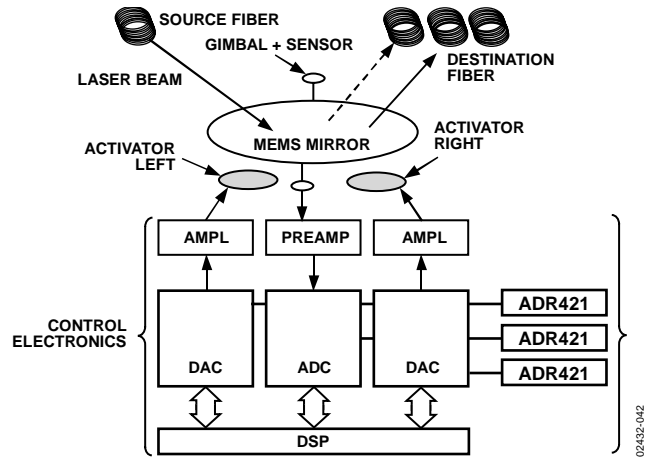 SOURCE FIBER
GIMBAL + SENSOR
DESTINATION
FIBER
LASER BEAM
MEMS MIRROR
ACTIVATOR
LEFT
ACTIVATOR
RIGHT
AMPL
PREAMP
AMPL
CONTROL
ELECTRONICS
DAC
ADC
DAC
ADR421
ADR421
ADR421
DSP
02432-042